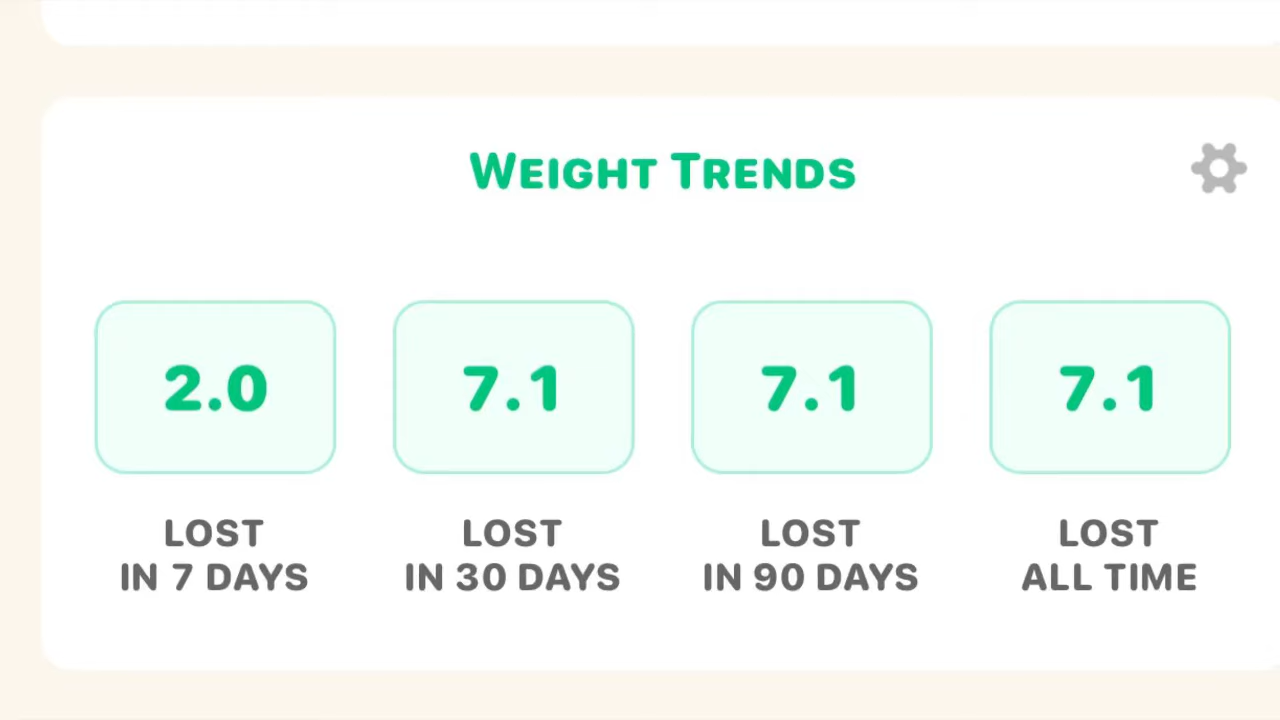 Weight Trends
2.0
7.1
7.1
7.1
LOST
IN 7 DAYS
LOST
IN 30 DAYS
LOST
IN 90 DAYS
LOST
ALL TIME